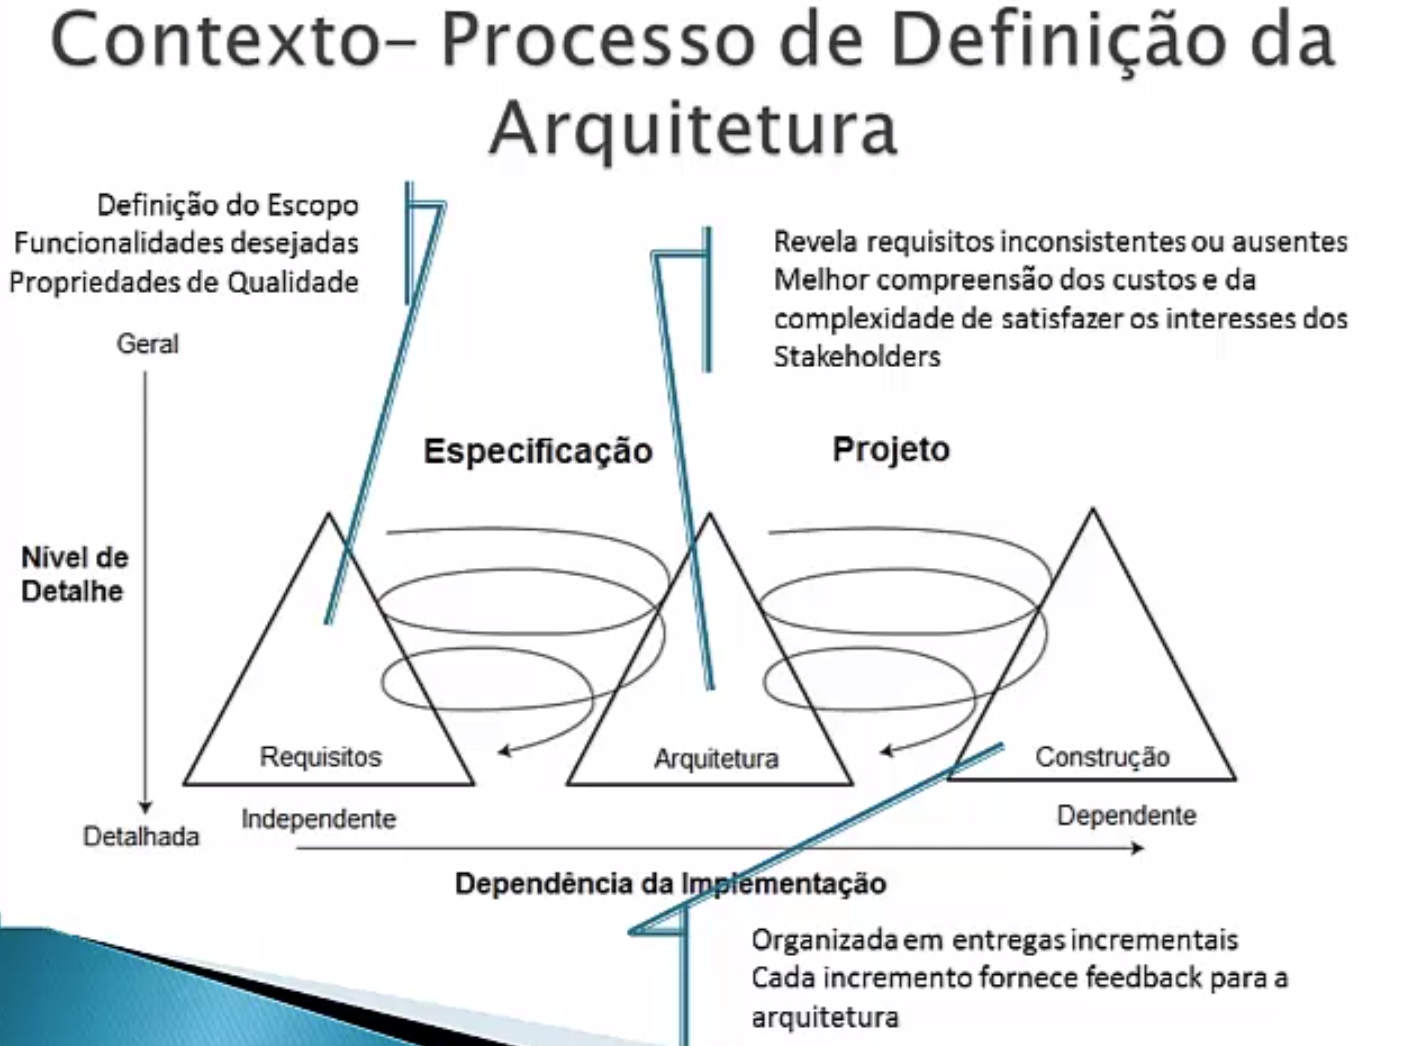 Contexto– Processo de Definição da
Arquitetura
Definição do Escopo
Funcionalidades desejadas
Propriedades de Qualidade
Revela requisitos inconsistentes ou ausentes
Melhor compreensão dos custos e da
complexidade de satisfazer os interesses dos
Stakeholders
Geral
Especificação
Projeto
Nível de
Detalhe
Requisitos
Arquitetura
Construção
Detalhada
Independente
Dependente
Dependência da Implementação
Organizada em entregas incrementais
Cada incremento fornece feedback para a
arquitetura